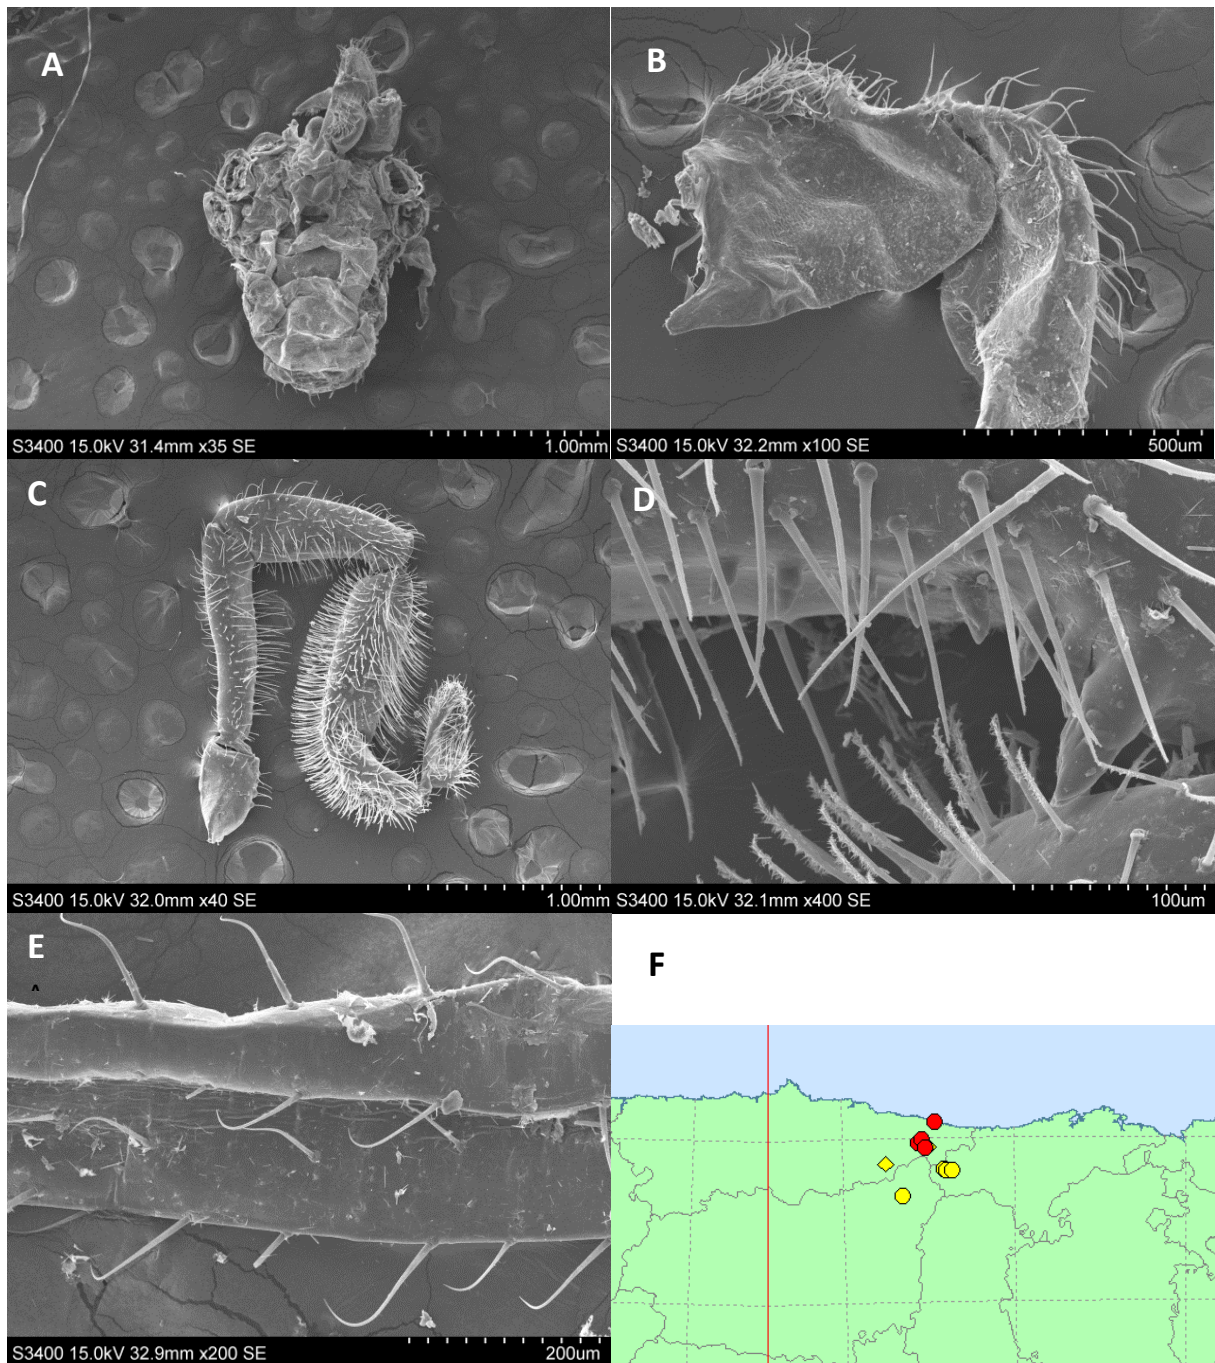 A
S3400 15.0kV 31.4mm x35 SE 1.00mm
B
S3400 15.0kV 32.2mm x100 SE 500um
C
S3400 15.0kV 32.0mm x40 SE 1.00mm
D
S3400 15.0kV 32.1mm x400 SE 100um
E
S3400 15.0kV 32.9mm x200 SE 200um
F